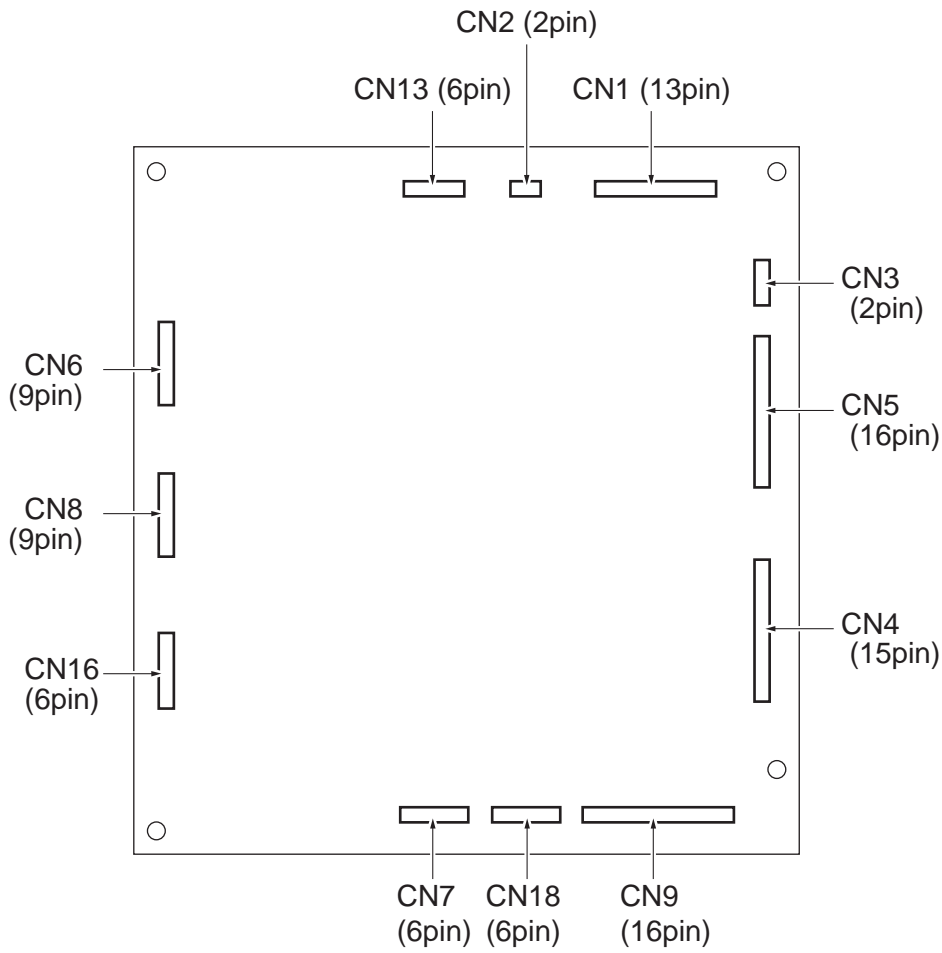 CN2 (2pin)
CN13 (6pin)
CN1 (13pin)
CN3
(2pin)
CN6
(9pin)
CN5
(16pin)
CN8
(9pin)
CN4
(15pin)
CN16
(6pin)
CN7
(6pin)
CN18
(6pin)
CN9
(16pin)